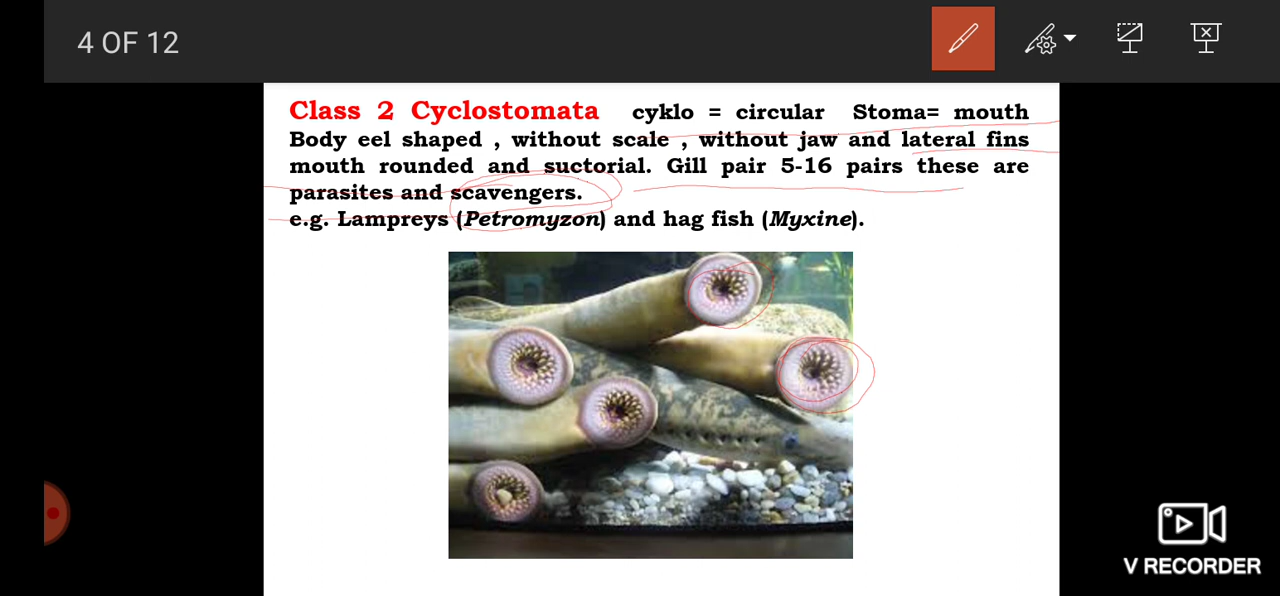 4 OF 12
Class 2 Cyclostomata cyklo = circular Stoma= mouth
Body eel shaped , without scale , without jaw and lateral fins
mouth rounded and suctorial. Gill pair 5-16 pairs these are
parasites and scavengers.
e.g. Lampreys (Petromyzon) and hag fish (Myxine).
V RECORDER